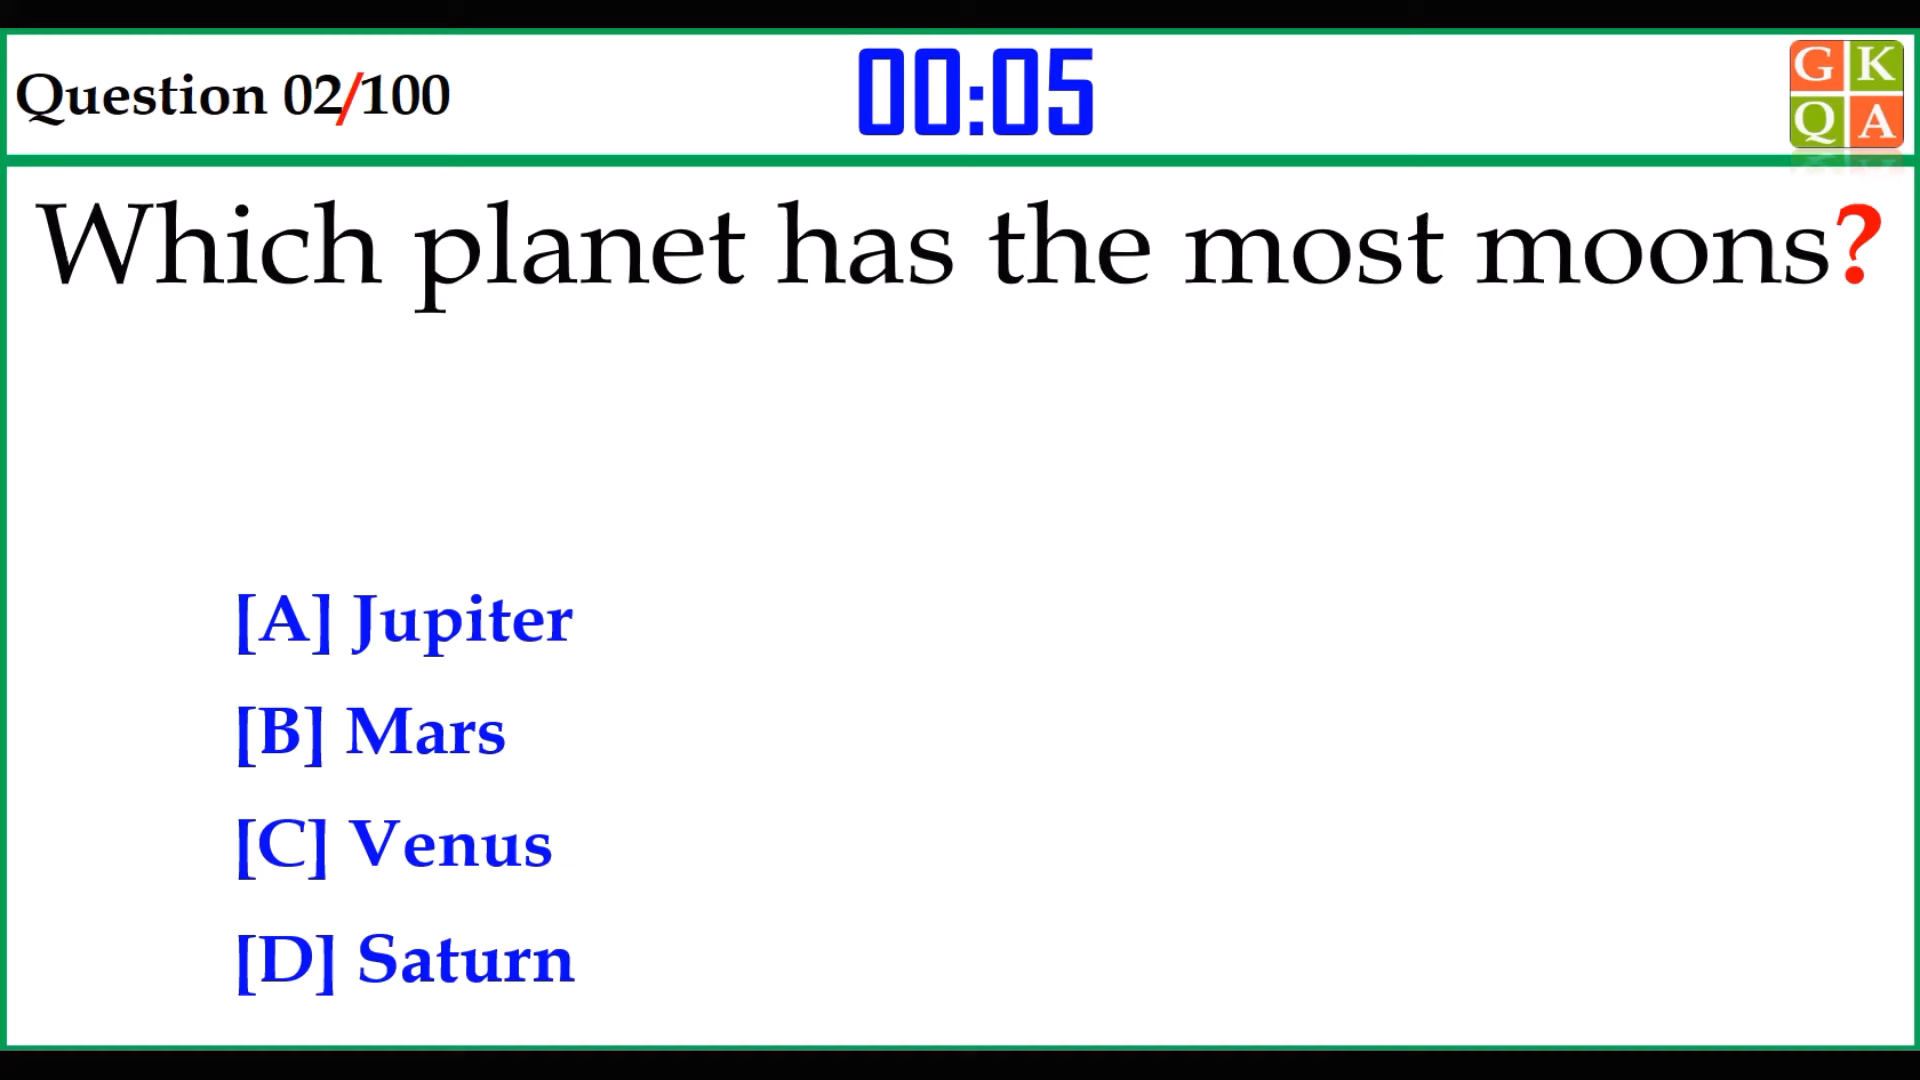 Question 02/100
00:05
G K
Q A
Which planet has the most moons?
[A] Jupiter
[B] Mars
[C] Venus
[D] Saturn